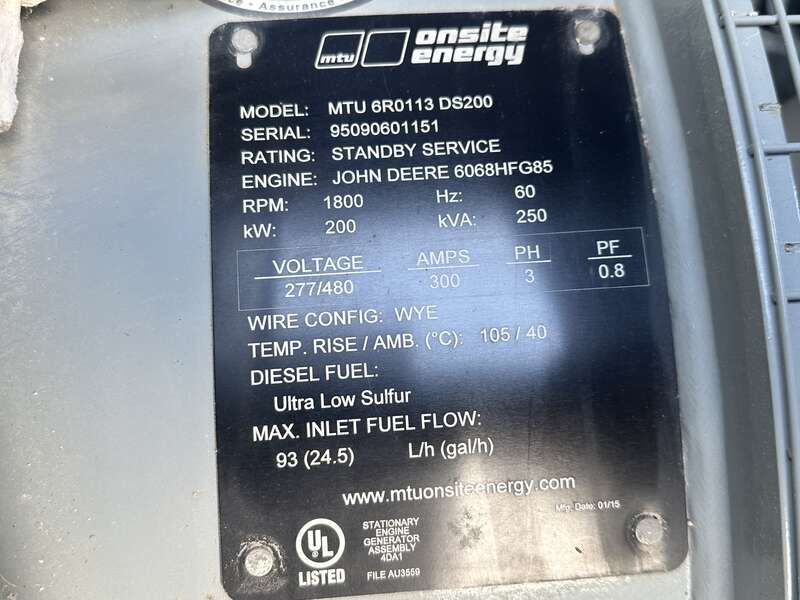 Assurance
mtu onsite energy
MODEL: MTU 6R0113 DS200
SERIAL: 95090601151
RATING: STANDBY SERVICE
ENGINE: JOHN DEERE 6068HFG85
RPM: 1800 Hz: 60
kW: 200 kVA: 250
VOLTAGE AMPS PH PF
277/480 300 3 0.8
WIRE CONFIG: WYE
TEMP. RISE / AMB. (°C): 105 / 40
DIESEL FUEL:
Ultra Low Sulfur
MAX. INLET FUEL FLOW:
93 (24.5) L/h (gal/h)
www.mtuonsiteenergy.com
Mfg. Date: 01/15
UL
LISTED
STATIONARY
ENGINE
GENERATOR
ASSEMBLY
4DA1
FILE AU3559